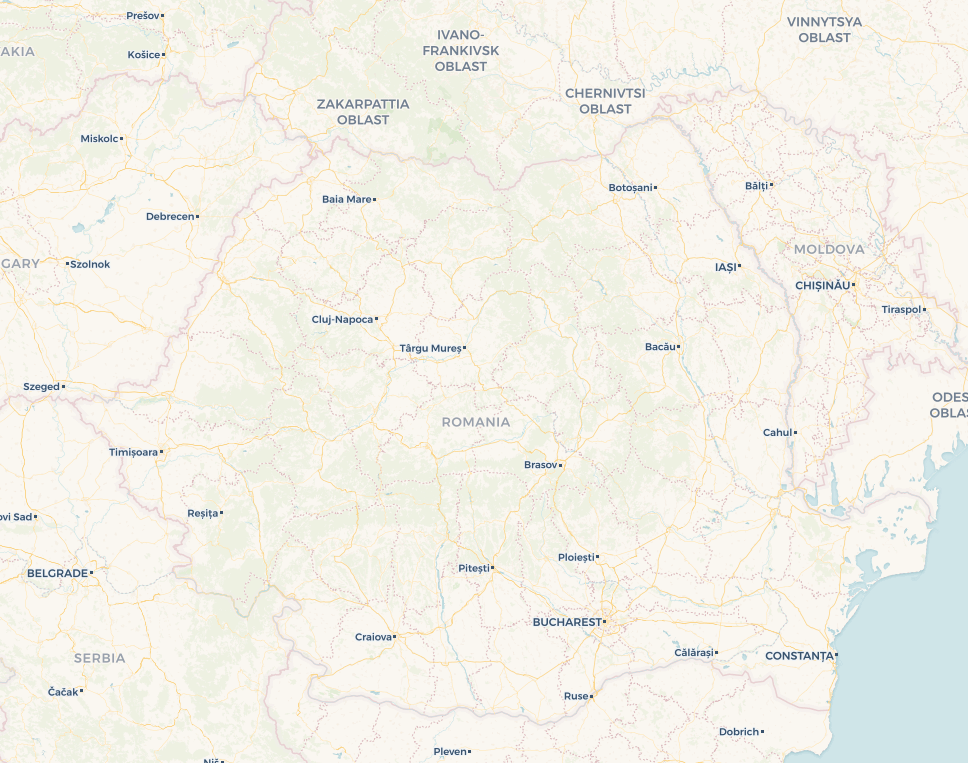 Prešov
VINNYTSYA
OBLAST
IVANO-
FRANKIVSK
OBLAST
AKIA
Košice
CHERNIVTSI
OBLAST
ZAKARPATTIA
OBLAST
Miskolc
Botoșani
Bălți
Baia Mare
Debrecen
MOLDOVA
GARY
Szolnok
IAȘI
CHIȘINĂU
Tiraspol
Cluj-Napoca
Târgu Mureș
Bacău
Szeged
ODES
OBLAS
ROMANIA
Cahul
Timișoara
Brasov
Reșița
ovi Sad
Ploiești
Pitești
BELGRADE
BUCHAREST
Craiova
Călărași
CONSTANȚA
SERBIA
Čačak
Ruse
Dobrich
Pleven
Niš